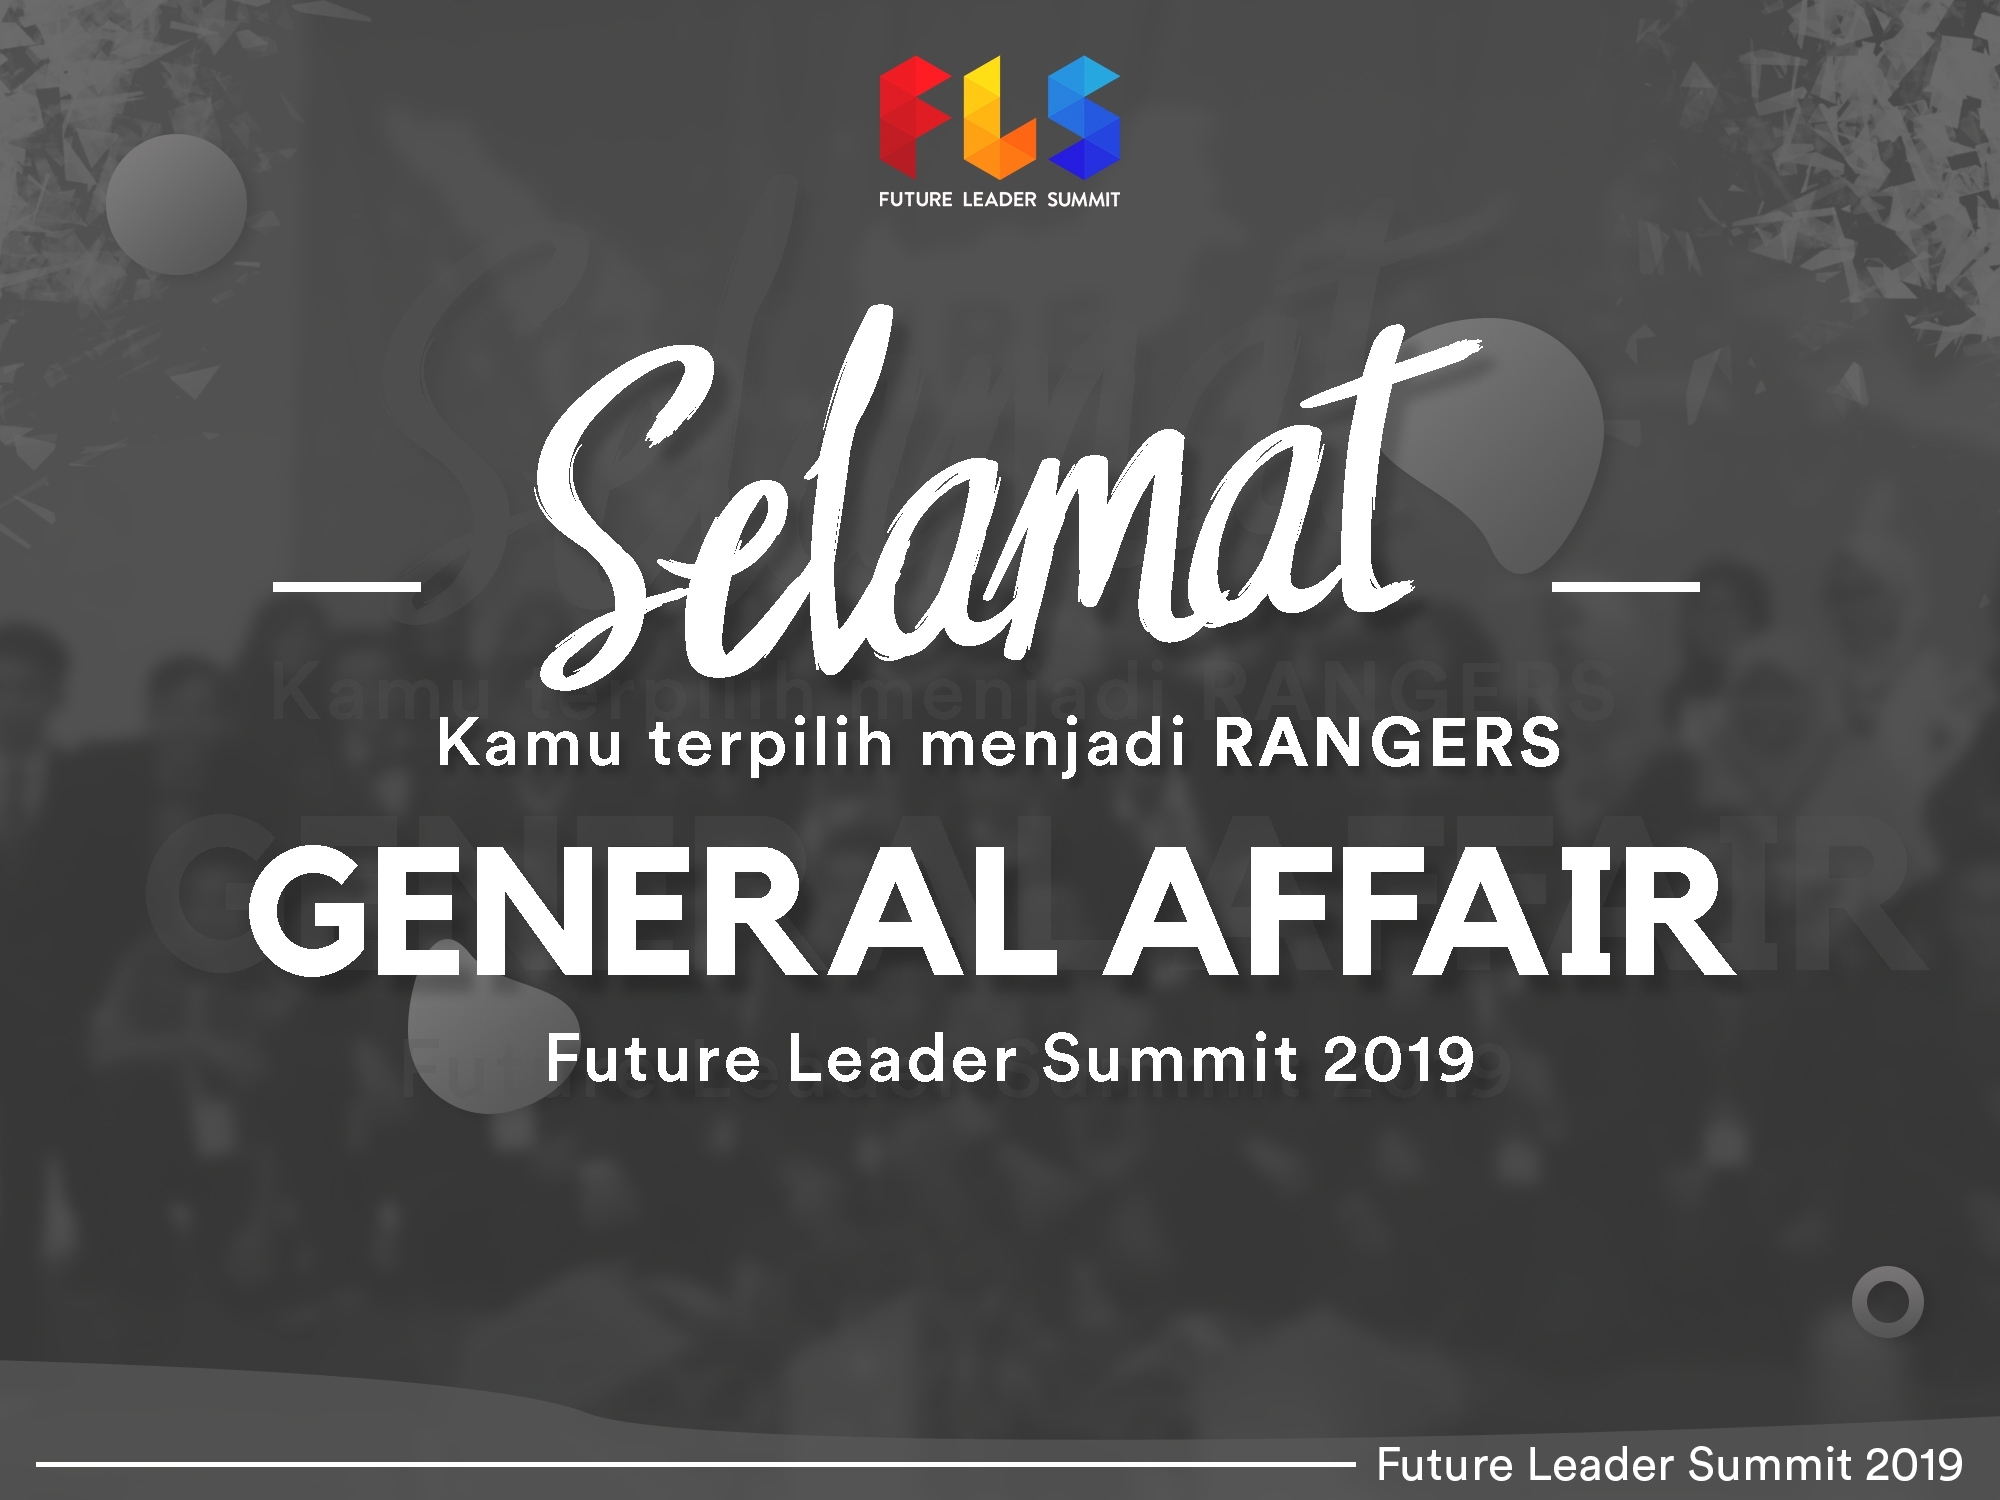 FLS
FUTURE LEADER SUMMIT
Selamat
Kamu terpilih menjadi RANGERS
GENERAL AFFAIR
Future Leader Summit 2019
Future Leader Summit 2019